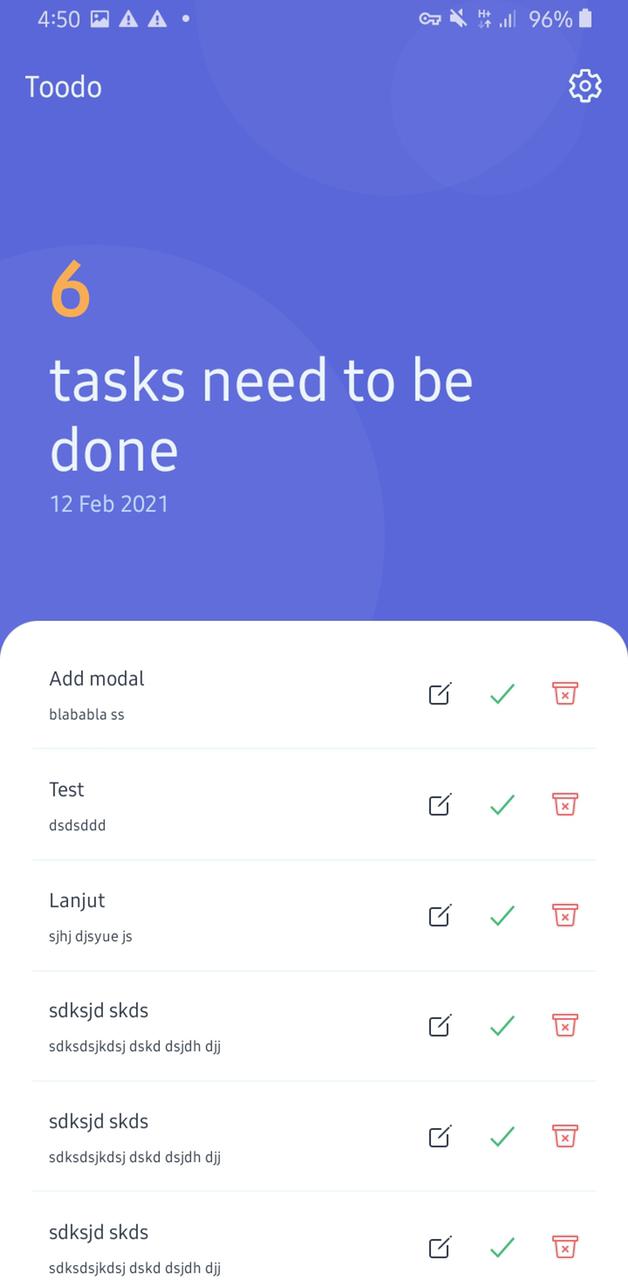 4:50 96%
Toodo
6
tasks need to be
done
12 Feb 2021
Add modal
blababla ss
Test
dsdsddd
Lanjut
sjhj djsyue js
sdksjd skds
sdksdsjkdsj dskd dsjdh djj
sdksjd skds
sdksdsjkdsj dskd dsjdh djj
sdksjd skds
sdksdsjkdsj dskd dsjdh djj